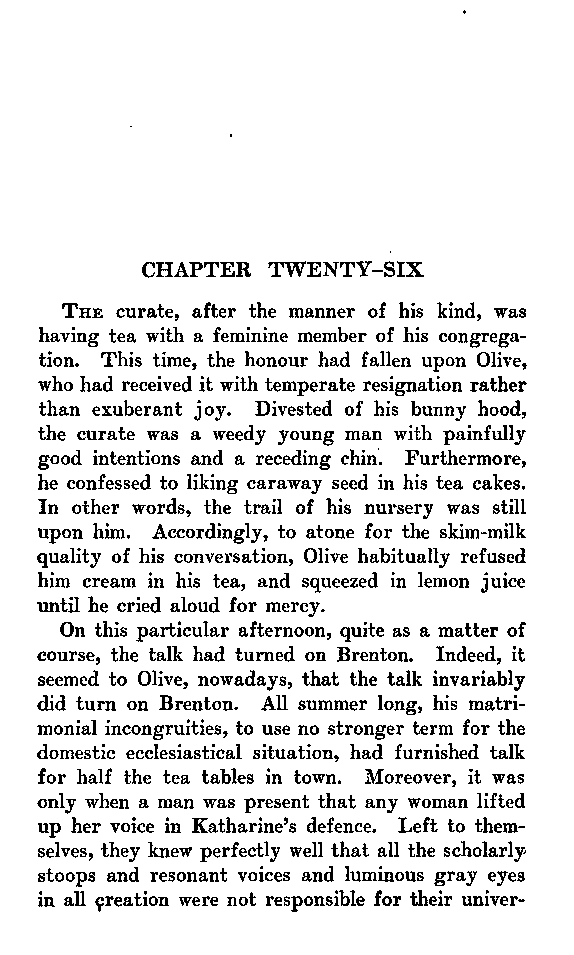 CHAPTER TWENTY-SIX
THE curate, after the manner of his kind, was
having tea with a feminine member of his congrega-
tion. This time, the honour had fallen upon Olive,
who had received it with temperate resignation rather
than exuberant joy. Divested of his bunny hood,
the curate was a weedy young man with painfully
good intentions and a receding chin. Furthermore,
he confessed to liking caraway seed in his tea cakes.
In other words, the trail of his nursery was still
upon him. Accordingly, to atone for the skim-milk
quality of his conversation, Olive habitually refused
him cream in his tea, and squeezed in lemon juice
until he cried aloud for mercy.
On this particular afternoon, quite as a matter of
course, the talk had turned on Brenton. Indeed, it
seemed to Olive, nowadays, that the talk invariably
did turn on Brenton. All summer long, his matri-
monial incongruities, to use no stronger term for the
domestic ecclesiastical situation, had furnished talk
for half the tea tables in town. Moreover, it was
only when a man was present that any woman lifted
up her voice in Katharine's defence. Left to them-
selves, they knew perfectly well that all the scholarly
stoops and resonant voices and luminous gray eyes
in all creation were not responsible for their univer-